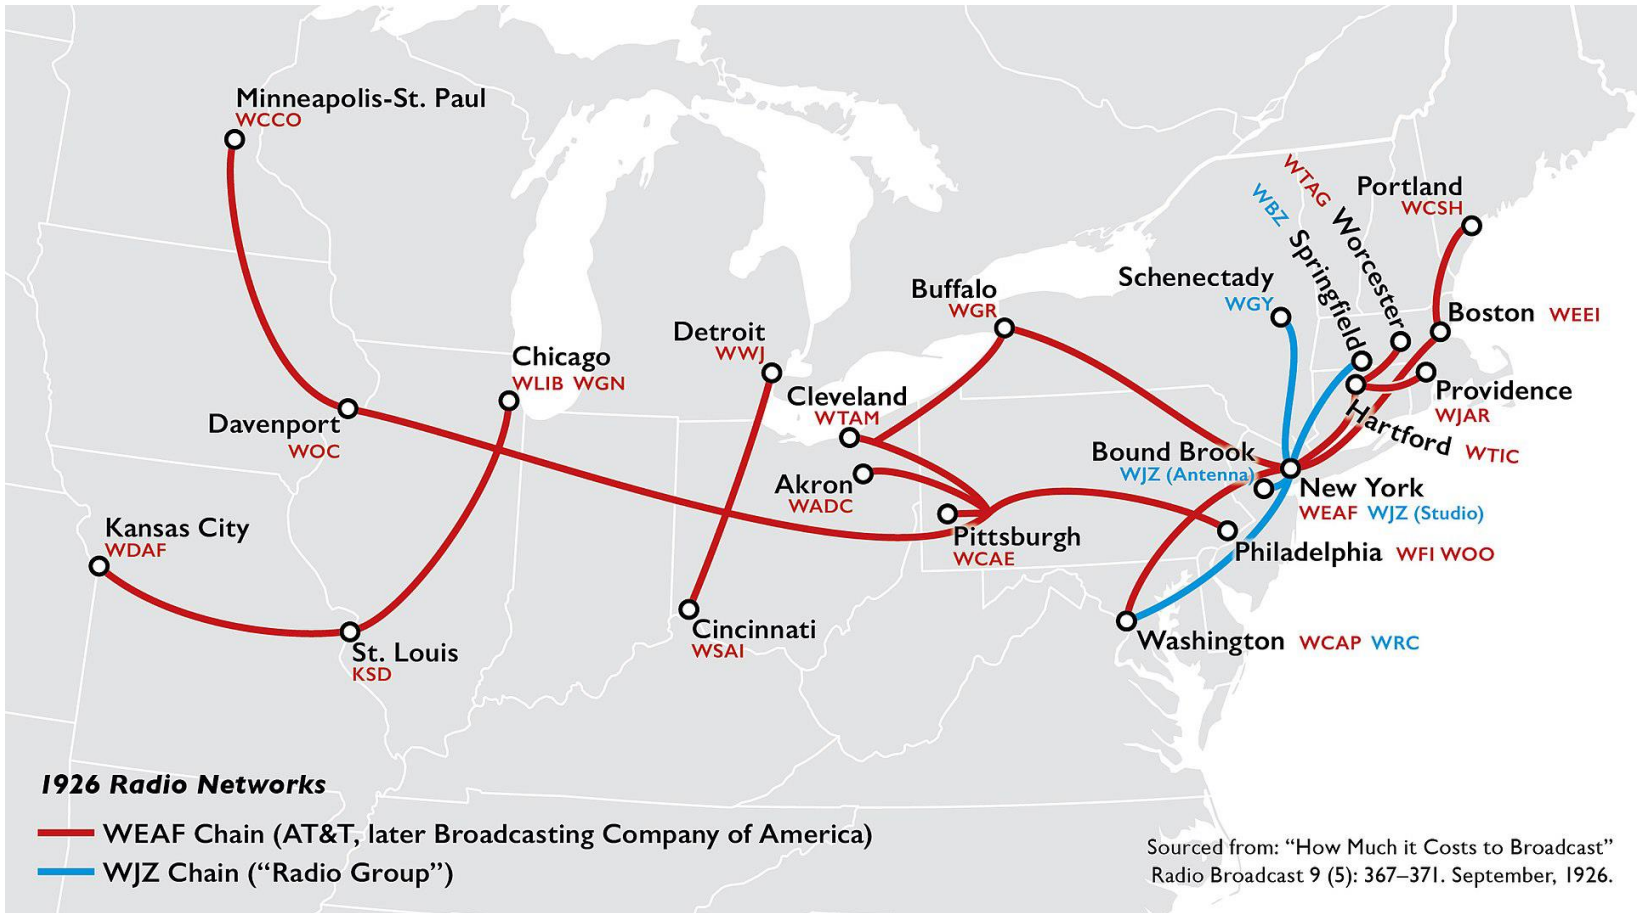 Minneapolis-St. Paul
WCCO
WTAG Worcester
WBZ Springfield
Portland
WCSH
Schenectady
WGY
Buffalo
WGR
Boston WEEI
Detroit
WWJ
Chicago
WLIB WGN
Cleveland
WTAM
Providence
WJAR
Davenport
WOC
Hartford WTIC
Bound Brook
WJZ (Antenna)
Akron
WADC
New York
WEAF WJZ (Studio)
Kansas City
WDAF
Pittsburgh
WCAE
Philadelphia WFI WOO
Cincinnati
WSAI
Washington WCAP WRC
St. Louis
KSD
1926 Radio Networks
WEAF Chain (AT&T, later Broadcasting Company of America)
WJZ Chain (“Radio Group”)
Sourced from: “How Much it Costs to Broadcast”
Radio Broadcast 9 (5): 367–371. September, 1926.